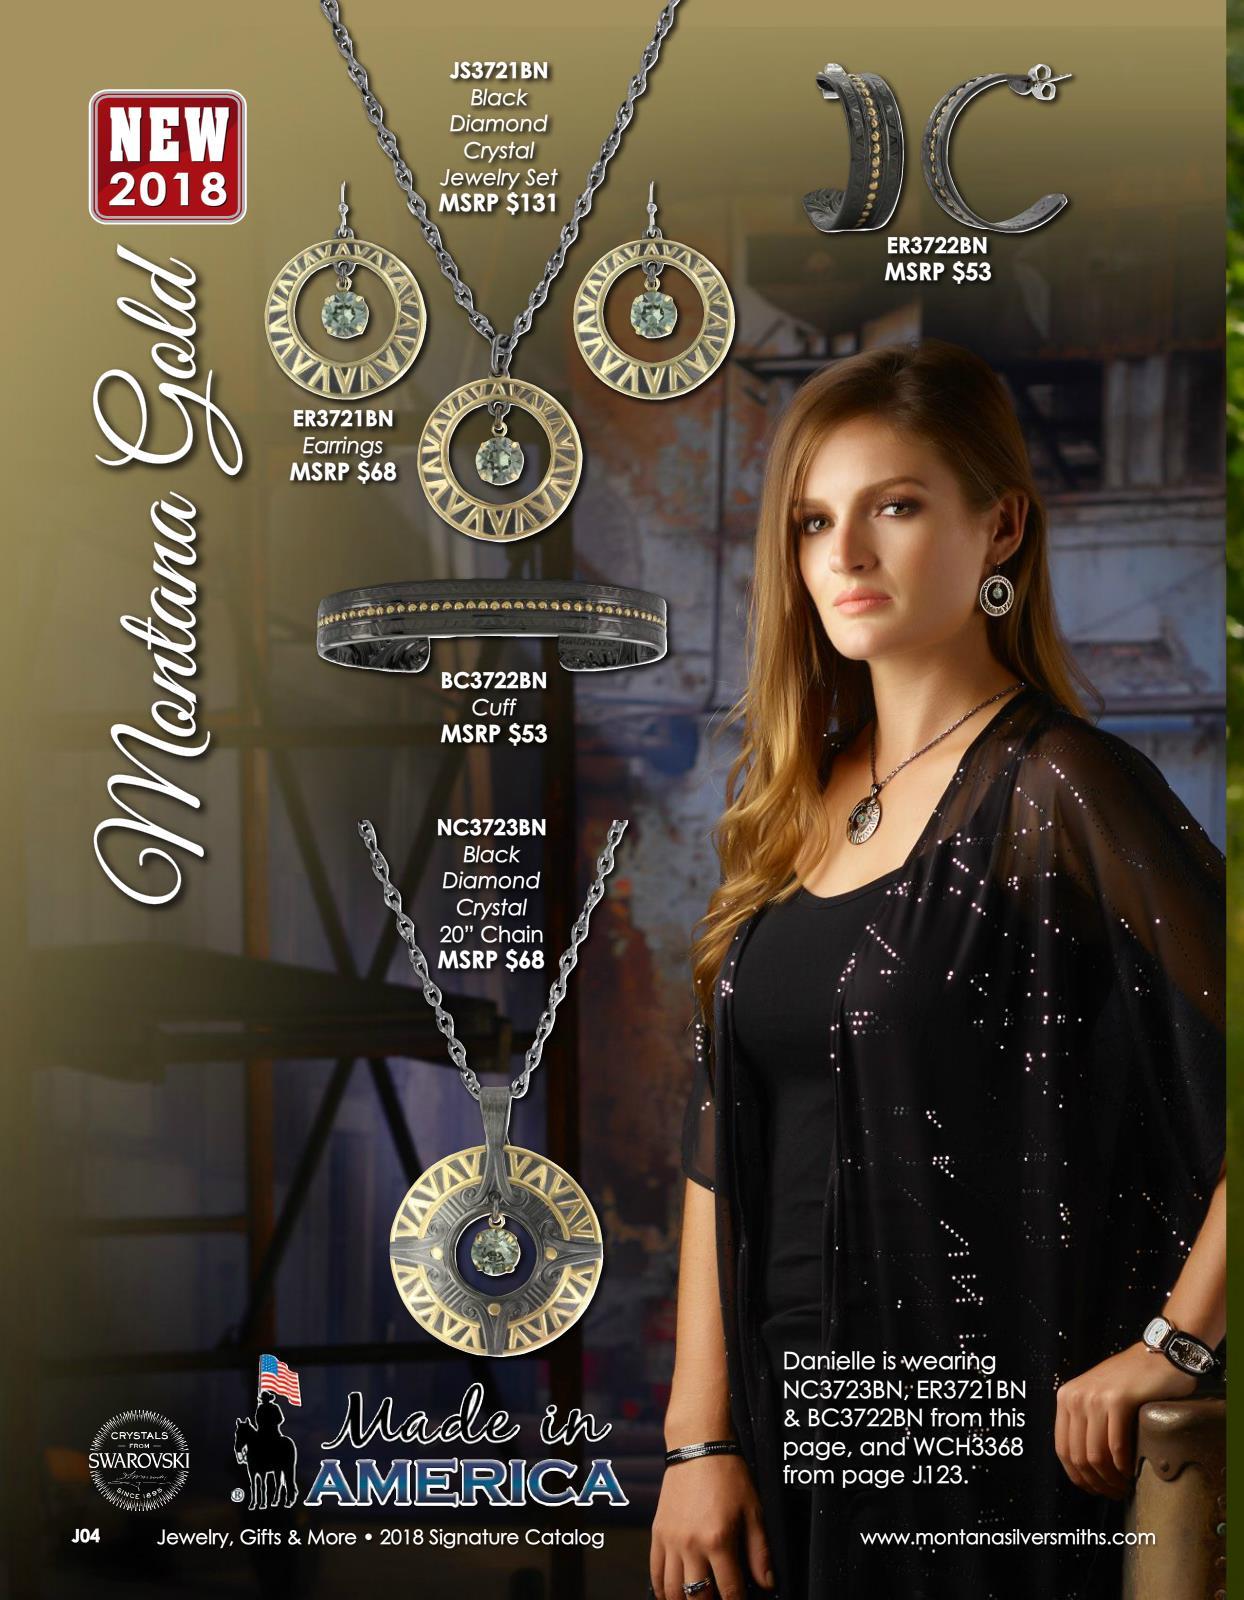 NEW
2018
Montana Gold
JS3721BN
Black
Diamond
Crystal
Jewelry Set
MSRP $131
ER3722BN
MSRP $53
ER3721BN
Earrings
MSRP $68
BC3722BN
Cuff
MSRP $53
NC3723BN
Black
Diamond
Crystal
20” Chain
MSRP $68
Danielle is wearing
NC3723BN, ER3721BN
& BC3722BN from this
page, and WCH3368
from page J123.
CRYSTALS
FROM
SWAROVSKI
SINCE 1895
Made in
AMERICA
®
J04
Jewelry, Gifts & More • 2018 Signature Catalog
www.montanasilversmiths.com